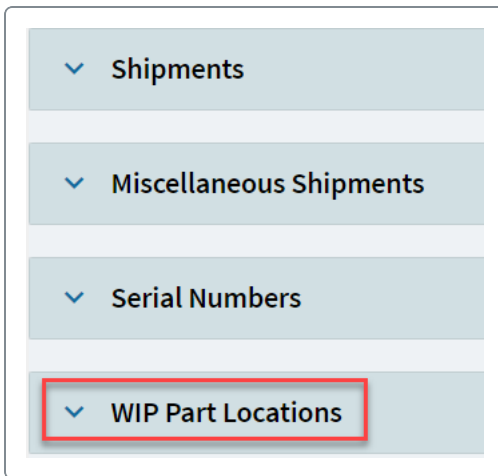 Shipments
Miscellaneous Shipments
Serial Numbers
WIP Part Locations